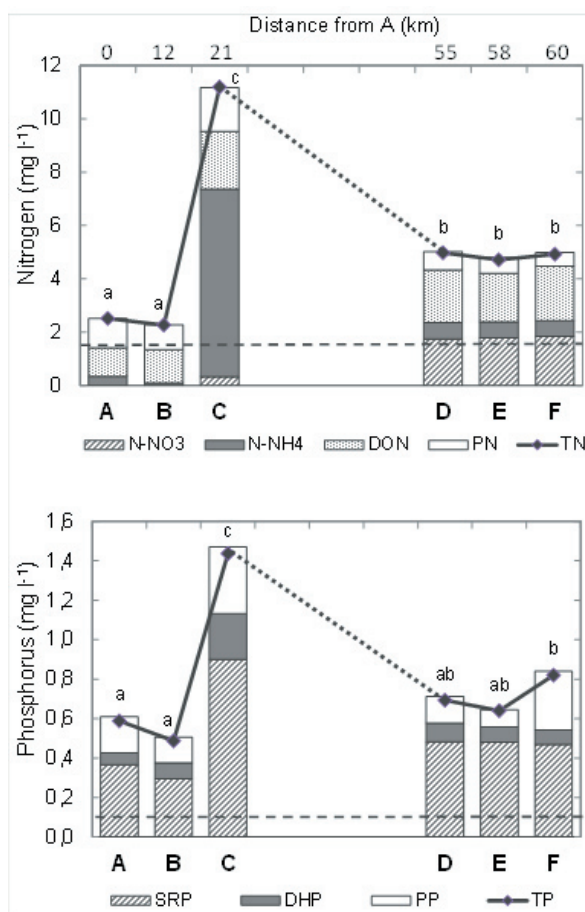 Distance from A (km)
0 12 21 55 58 60
Nitrogen (mg l-1)
12
10
8
6
4
2
0
a
a
c
b
b
b
A B C D E F
N-NO3 N-NH4 DON PN TN
Phosphorus (mg l-1)
1,6
1,4
1,2
1,0
0,8
0,6
0,4
0,2
0,0
a
a
c
ab
ab
b
A B C D E F
SRP DHP PP TP